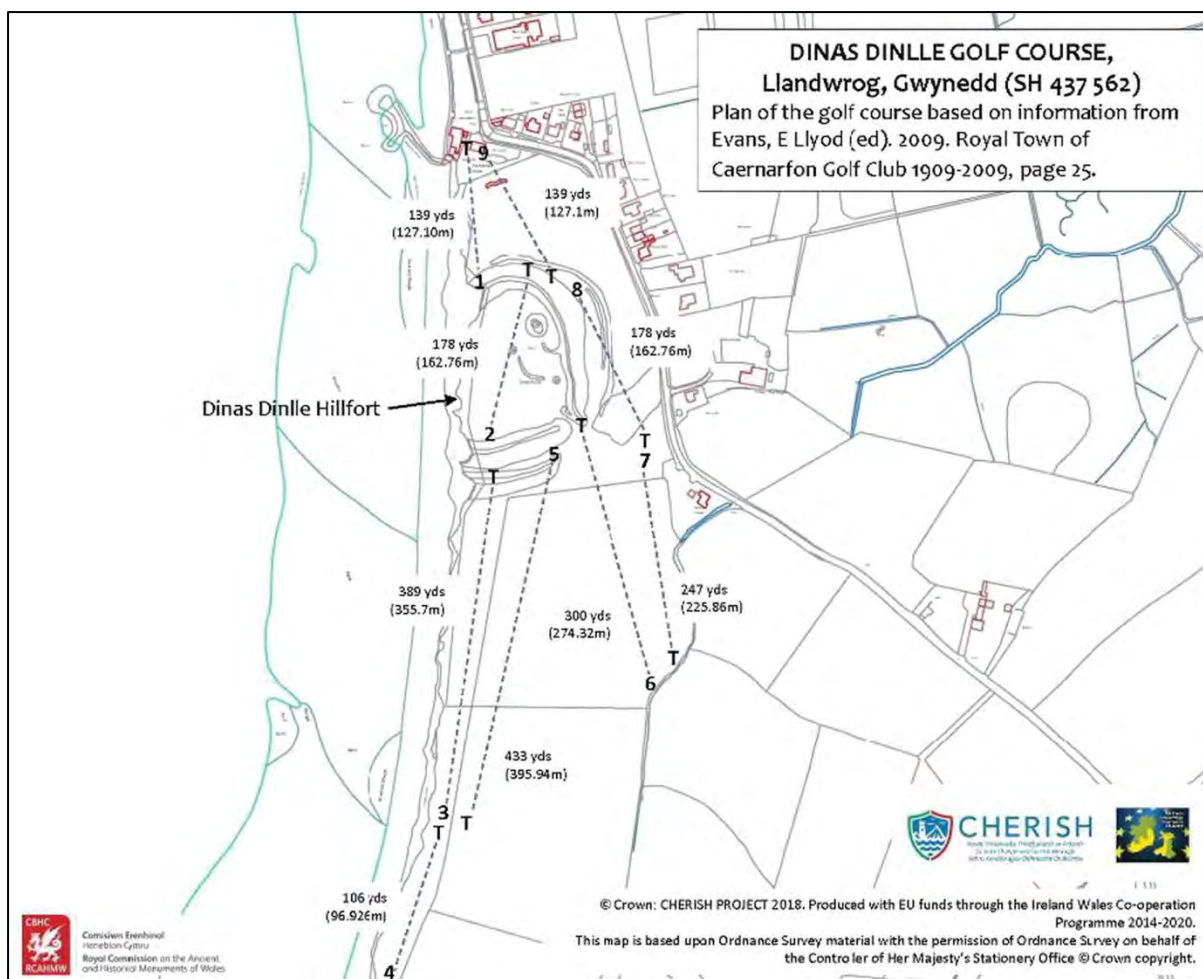 DINAS DINLLE GOLF COURSE,
Llandwrog, Gwynedd (SH 437 562)
Plan of the golf course based on information from
Evans, E Llyod (ed). 2009. Royal Town of
Caernarfon Golf Club 1909-2009, page 25.
T 9
139 yds
(127.10m)
139 yds
(127.1m)
1
T
T
8
178 yds
(162.76m)
178 yds
(162.76m)
Dinas Dinlle Hillfort
2
T
T
5
7
T
389 yds
(355.7m)
300 yds
(274.32m)
247 yds
(225.86m)
T
6
433 yds
(395.94m)
3
T
T
106 yds
(96.926m)
4
CHERISH
CBHC
RCAHMW
Comisiwn Brenhinol
Henebion Cymru
Royal Commission on the Ancient
and Historical Monuments of Wales
© Crown: CHERISH PROJECT 2018. Produced with EU funds through the Ireland Wales Co-operation
Programme 2014-2020.
This map is based upon Ordnance Survey material with the permission of Ordnance Survey on behalf of
the Controller of Her Majesty's Stationery Office © Crown copyright.